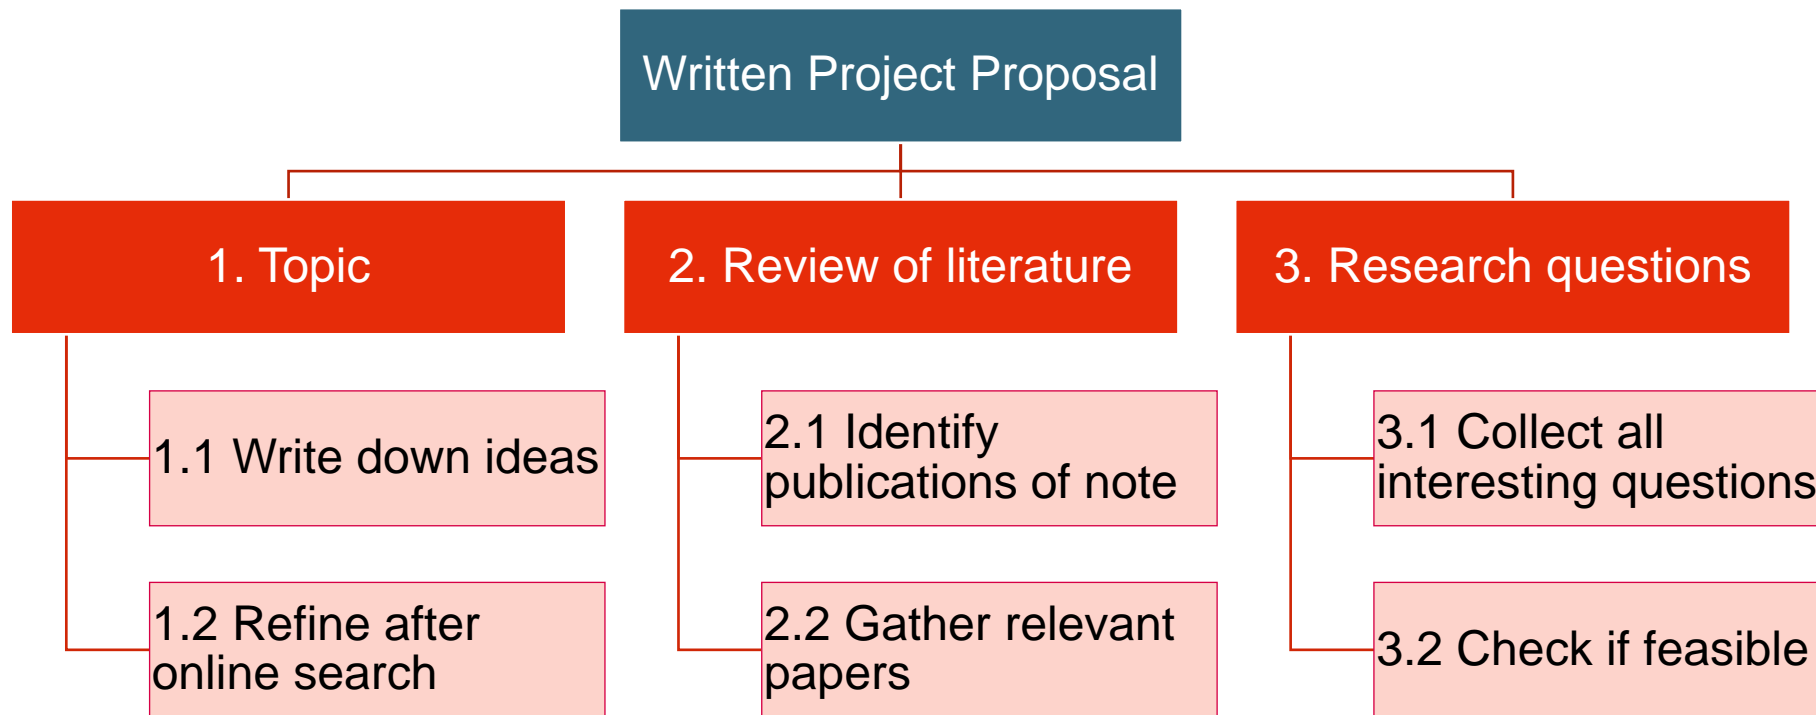 Written Project Proposal
1. Topic
2. Review of literature
3. Research questions
1.1 Write down ideas
2.1 Identify
publications of note
3.1 Collect all
interesting questions
1.2 Refine after
online search
2.2 Gather relevant
papers
3.2 Check if feasible